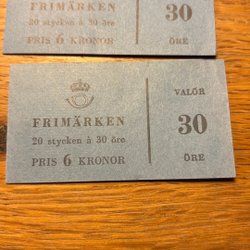 FRIMÄRKEN
20 stycken à 30 öre
PRIS 6 KRONOR
30
ÖRE
FRIMÄRKEN
20 stycken à 30 öre
PRIS 6 KRONOR
VALÖR
30
ÖRE